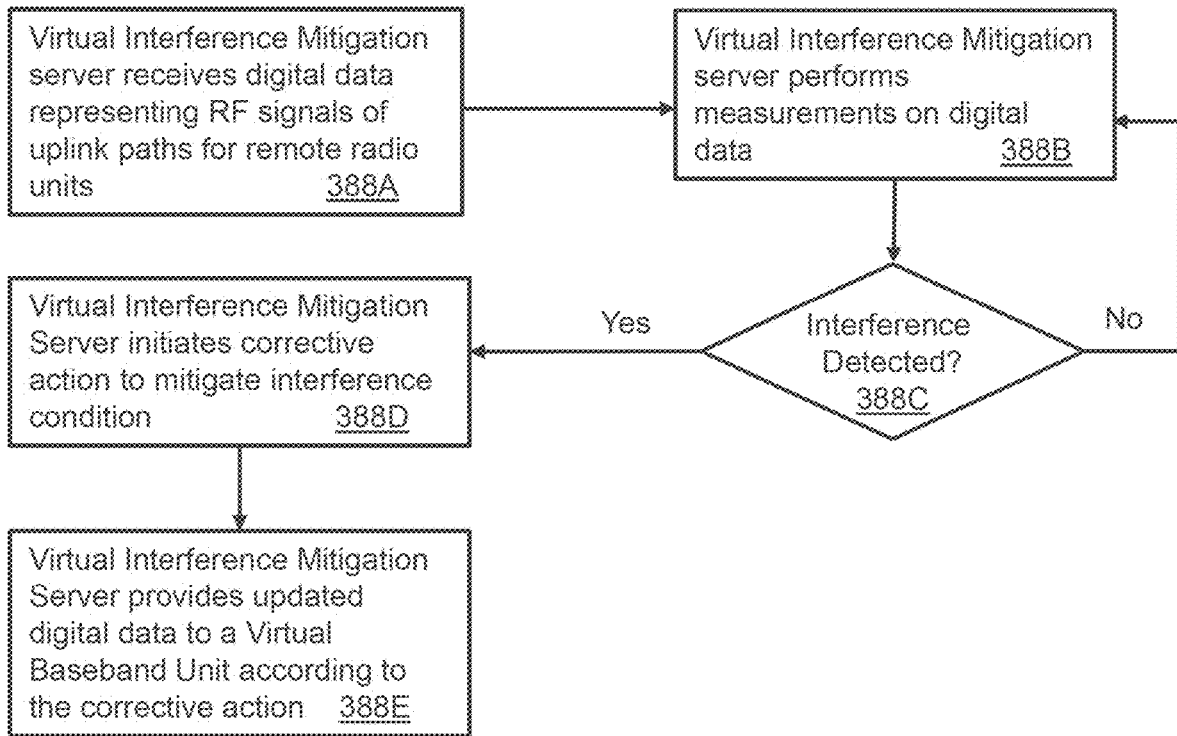 Virtual Interference Mitigation
server receives digital data
representing RF signals of
uplink paths for remote radio
units 388A
Virtual Interference Mitigation
server performs
measurements on digital
data 388B
Interference
Detected?
388C
Yes
No
Virtual Interference Mitigation
Server initiates corrective
action to mitigate interference
condition 388D
Virtual Interference Mitigation
Server provides updated
digital data to a Virtual
Baseband Unit according to
the corrective action 388E